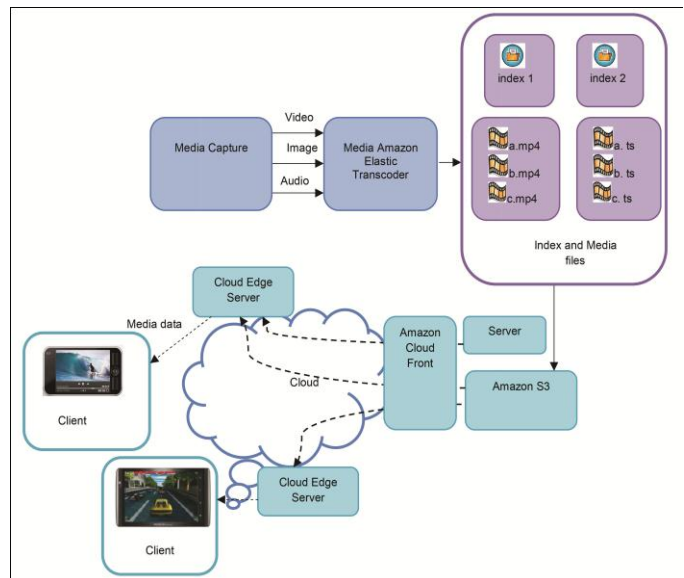 index 1
index 2
Video
Media Capture
Image
Media Amazon
Elastic
Transcoder
Audio
a.mp4
b.mp4
c.mp4
a. ts
b. ts
c. ts
Index and Media
files
Cloud Edge
Server
Media data
Client
Cloud
Amazon
Cloud
Front
Server
Amazon S3
Cloud Edge
Server
Client